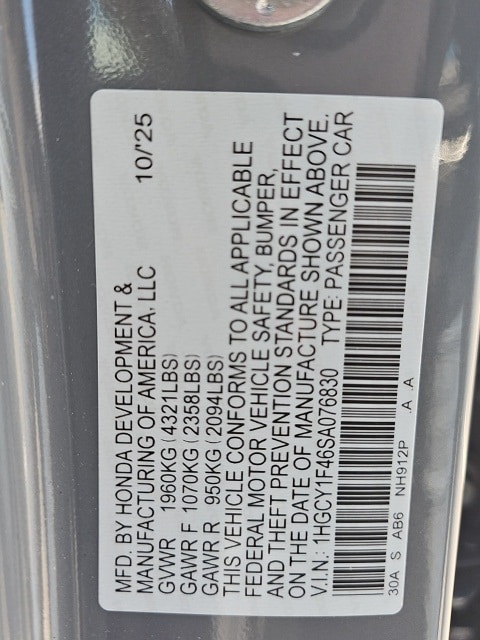 MFD. BY HONDA DEVELOPMENT & 10/'25
MANUFACTURING OF AMERICA, LLC
GVWR 1960KG (4321LBS)
GAWR F 1070KG (2358LBS)
GAWR R 950KG (2094LBS)
THIS VEHICLE CONFORMS TO ALL APPLICABLE
FEDERAL MOTOR VEHICLE SAFETY, BUMPER,
AND THEFT PREVENTION STANDARDS IN EFFECT
ON THE DATE OF MANUFACTURE SHOWN ABOVE.
V.I.N.: 1HGCY1F46SA076830 TYPE: PASSENGER CAR
30A S AB6 NH912P .A .A